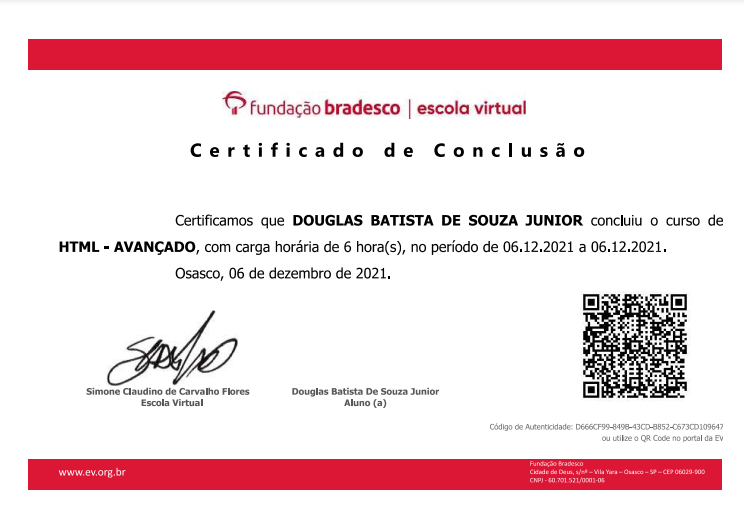 fundação bradesco | escola virtual
Certificado de Conclusão
Certificamos que DOUGLAS BATISTA DE SOUZA JUNIOR concluiu o curso de
HTML - AVANÇADO, com carga horária de 6 hora(s), no período de 06.12.2021 a 06.12.2021.
Osasco, 06 de dezembro de 2021.
Simone Claudino de Carvalho Flores
Escola Virtual
Douglas Batista De Souza Junior
Aluno (a)
Código de Autenticidade: D666CF99-849B-43CD-B852-C673CD109647
ou utilize o QR Code no portal da EV
www.ev.org.br
Fundação Bradesco
Cidade de Deus, s/nº – Vila Yara – Osasco – SP – CEP 06029-900
CNPJ - 60.701.521/0001-06